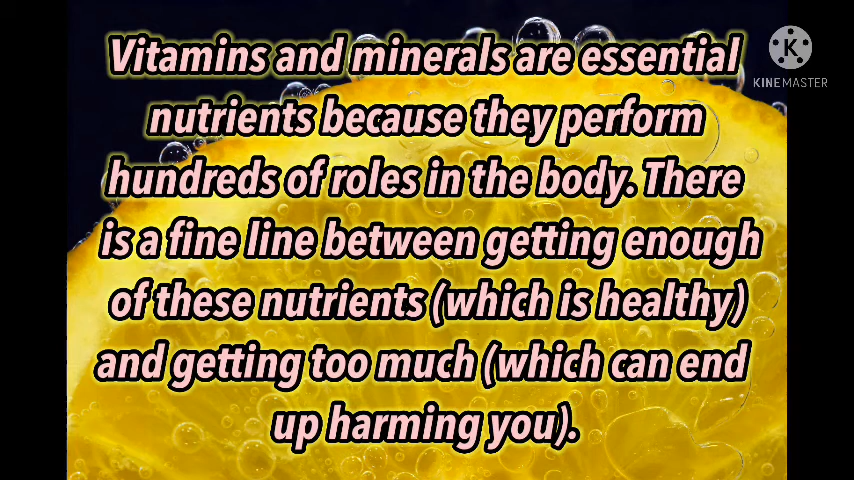 Vitamins and minerals are essential
nutrients because they perform
hundreds of roles in the body. There
is a fine line between getting enough
of these nutrients (which is healthy)
and getting too much (which can end
up harming you).
K
KINEMASTER